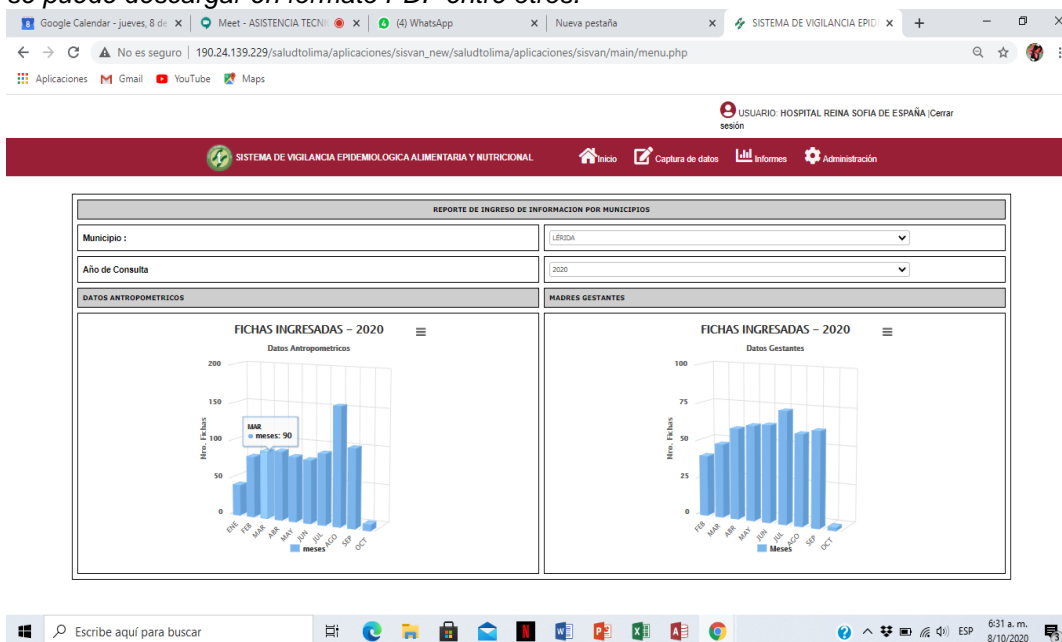 se puede descargar en formato PDF entre otros.
Google Calendar - jueves, 8 de
Meet - ASISTENCIA TECNI
(4) WhatsApp
Nueva pestaña
SISTEMA DE VIGILANCIA EPID
No es seguro | 190.24.139.229/saludtolima/aplicaciones/sisvan_new/saludtolima/aplicaciones/sisvan/main/menu.php
Aplicaciones Gmail YouTube Maps
USUARIO: HOSPITAL REINA SOFIA DE ESPAÑA |Cerrar
sesión
SISTEMA DE VIGILANCIA EPIDEMIOLOGICA ALIMENTARIA Y NUTRICIONAL Inicio Captura de datos Informes Administración
REPORTE DE INGRESO DE INFORMACION POR MUNICIPIOS
Municipio : LÉRIDA
Año de Consulta 2020
DATOS ANTROPOMETRICOS MADRES GESTANTES
FICHAS INGRESADAS – 2020
Datos Antropometricos
Nro. Fichas
200
150
100
50
0
MAR
meses: 90
ENE FEB MAR ABR MAY JUN JUL AGO SEP OCT
meses
FICHAS INGRESADAS – 2020
Datos Gestantes
Nro. Fichas
100
75
50
25
0
FEB MAR ABR MAY JUN JUL AGO SEP OCT
Meses
Escribe aquí para buscar
ESP
6:31 a. m.
8/10/2020